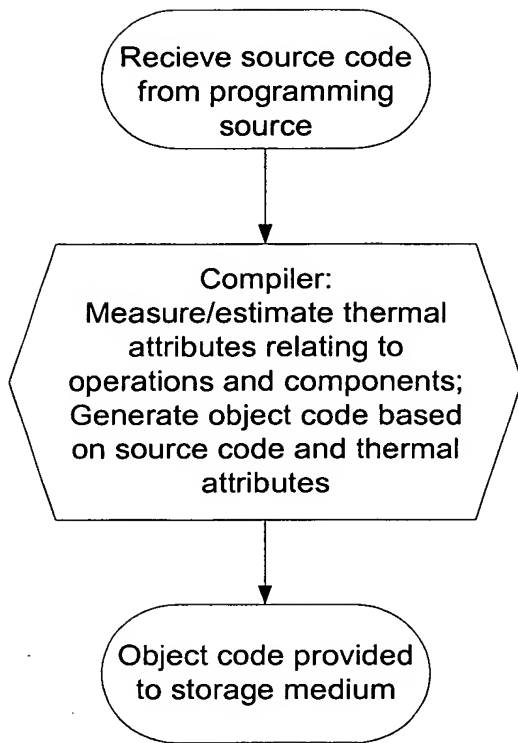 Recieve source code
from programming
source
Compiler:
Measure/estimate thermal
attributes relating to
operations and components;
Generate object code based
on source code and thermal
attributes
Object code provided
to storage medium